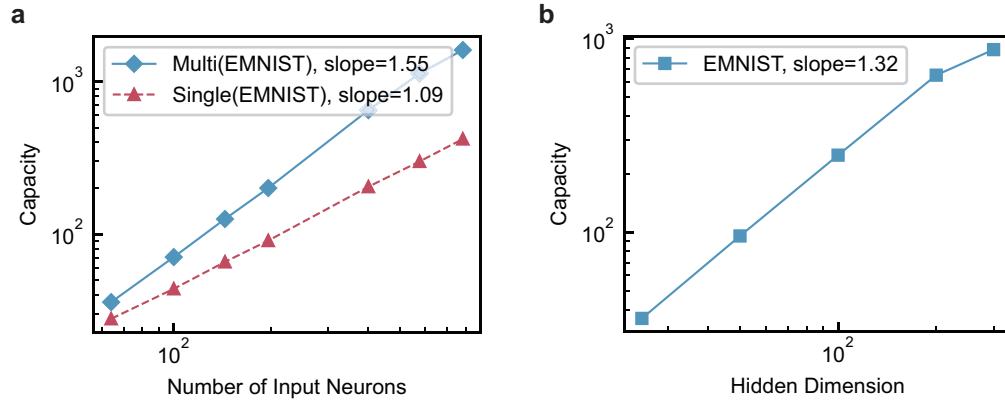 a
Multi(EMNIST), slope=1.55
Single(EMNIST), slope=1.09
10³
10²
Capacity
10²
Number of Input Neurons
b
EMNIST, slope=1.32
10³
10²
Capacity
10²
Hidden Dimension